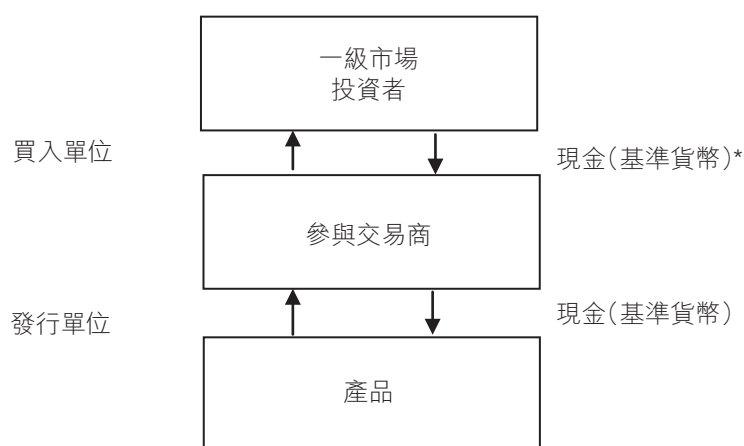 一級市場
投資者
買入單位
現金(基準貨幣)*
參與交易商
發行單位
現金(基準貨幣)
產品